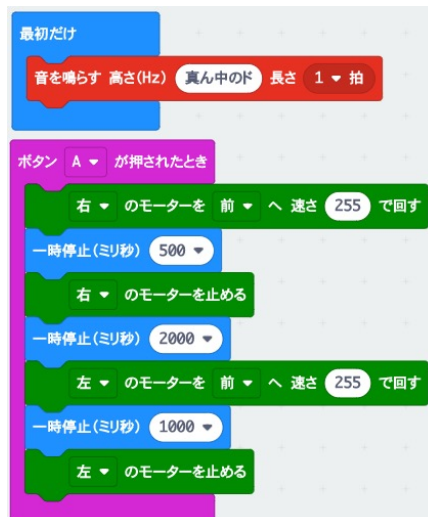 最初だけ
音を鳴らす 高さ(Hz) 真ん中のド 長さ 1 拍
ボタン A が押されたとき
右 のモーターを 前 へ 速さ 255 で回す
一時停止(ミリ秒) 500
右 のモーターを止める
一時停止(ミリ秒) 2000
左 のモーターを 前 へ 速さ 255 で回す
一時停止(ミリ秒) 1000
左 のモーターを止める